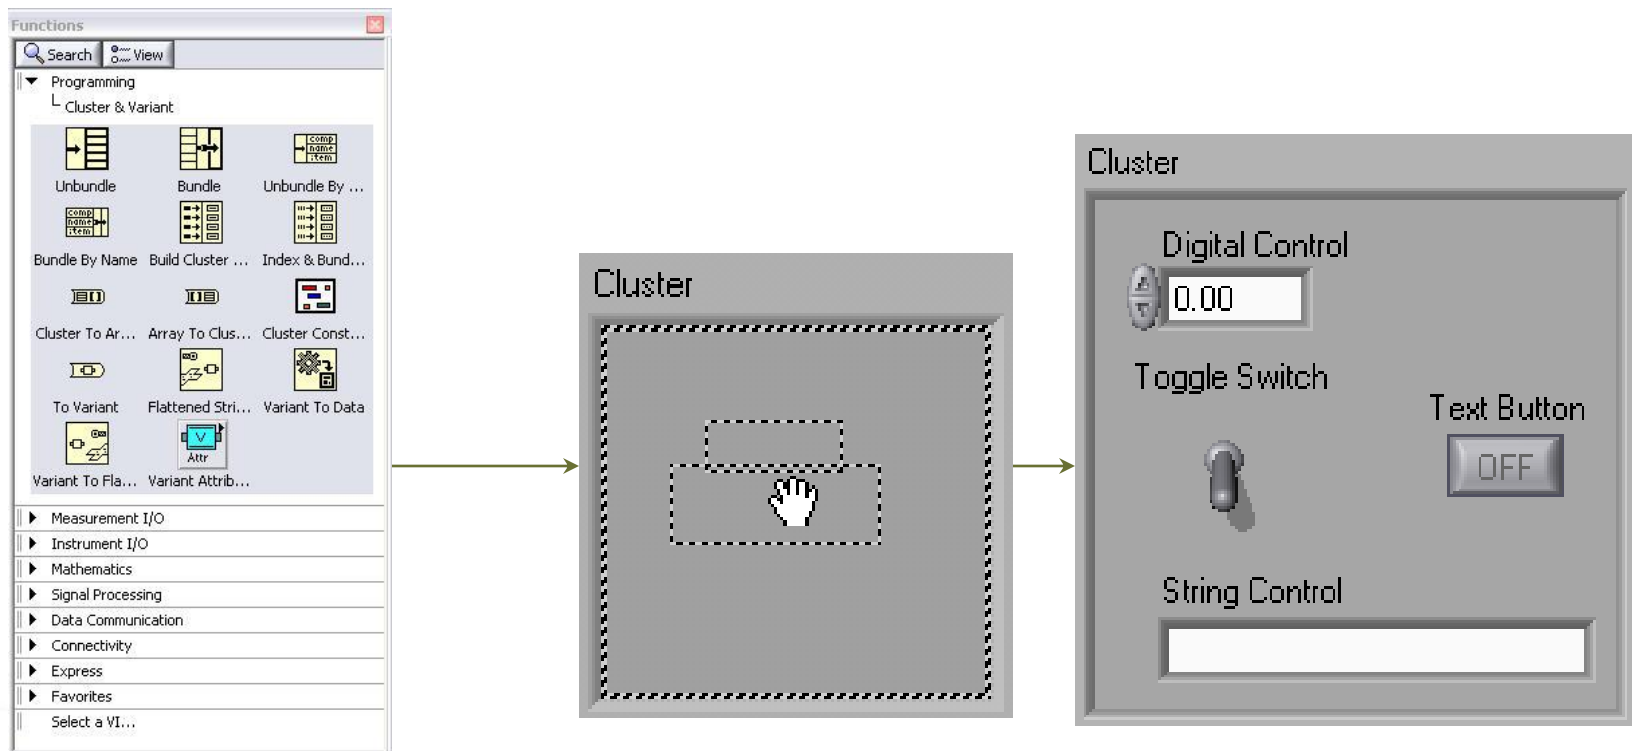 Functions
Search View
Programming
Cluster & Variant
comp
name
item
Unbundle Bundle Unbundle By ...
comp
name
item
Bundle By Name Build Cluster ... Index & Bund...
Cluster To Ar... Array To Clus... Cluster Const...
To Variant Flattened Stri... Variant To Data
V
Attr
Variant To Fla... Variant Attrib...
Measurement I/O
Instrument I/O
Mathematics
Signal Processing
Data Communication
Connectivity
Express
Favorites
Select a VI...
Cluster
Cluster
Digital Control
0.00
Toggle Switch
Text Button
OFF
String Control